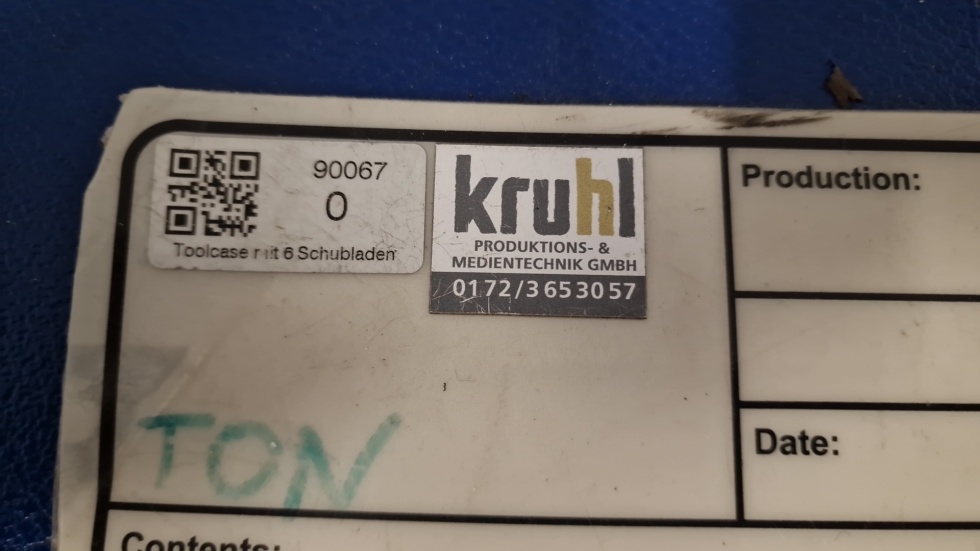 90067
0
Toolcase mit 6 Schubladen
kruhl
PRODUKTIONS- &
MEDIENTECHNIK GMBH
0172/3653057
Production:
TON
Date:
Contents: